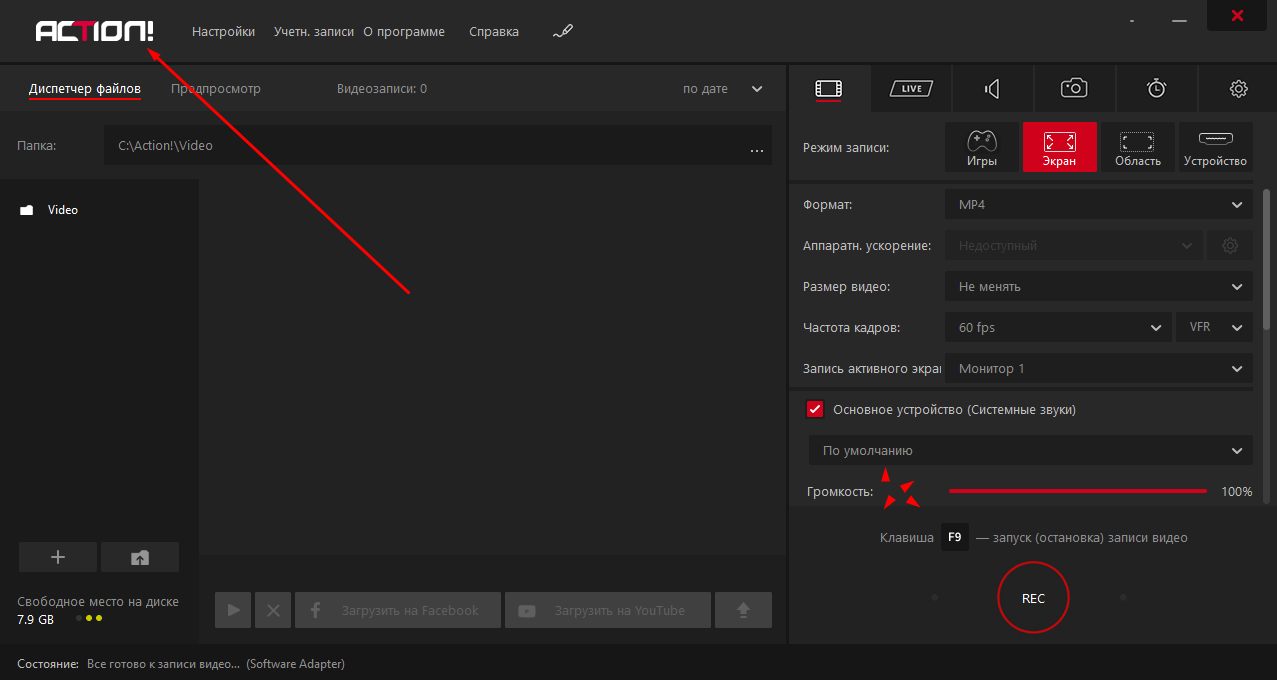 ACTION!
Настройки Учетн. записи О программе Справка
Диспетчер файлов Предпросмотр Видеозаписи: 0 по дате
LIVE
Папка: C:\Action!\Video ...
Режим записи: Игры Экран Область Устройство
Video
Формат: MP4
Аппаратн. ускорение: Недоступный
Размер видео: Не менять
Частота кадров: 60 fps VFR
Запись активного экра Монитор 1
Основное устройство (Системные звуки)
По умолчанию
Громкость: 100%
Клавиша F9 — запуск (остановка) записи видео
REC
Свободное место на диске
7.9 GB
Загрузить на Facebook Загрузить на YouTube
Состояние: Все готово к записи видео... (Software Adapter)